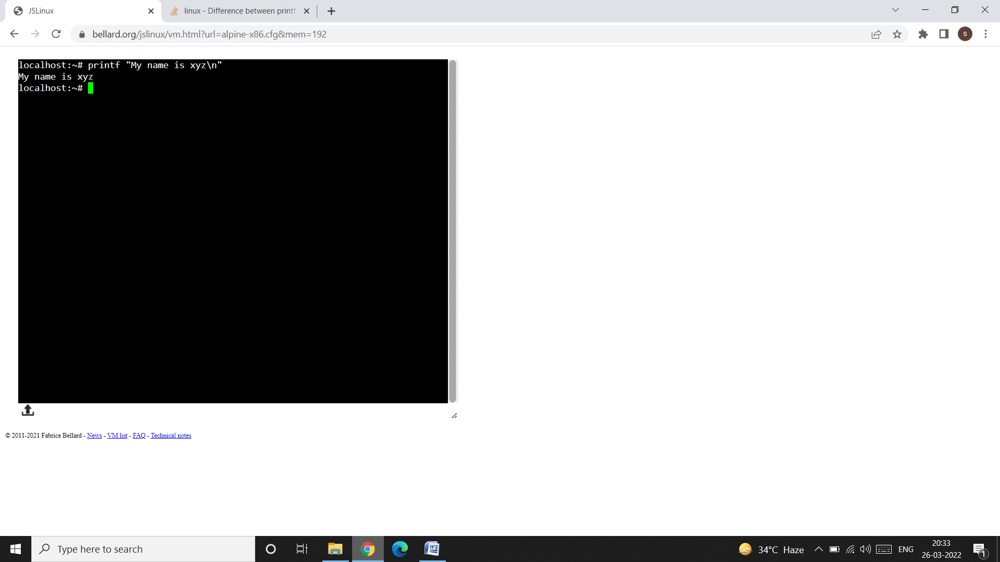 JSLinux
linux - Difference between printf
bellard.org/jslinux/vm.html?url=alpine-x86.cfg&mem=192
S
localhost:~# printf "My name is xyz\n"
My name is xyz
localhost:~#
© 2011-2021 Fabrice Bellard - News - VM list - FAQ - Technical notes
Type here to search
34°C Haze
ENG
20:33
26-03-2022
1